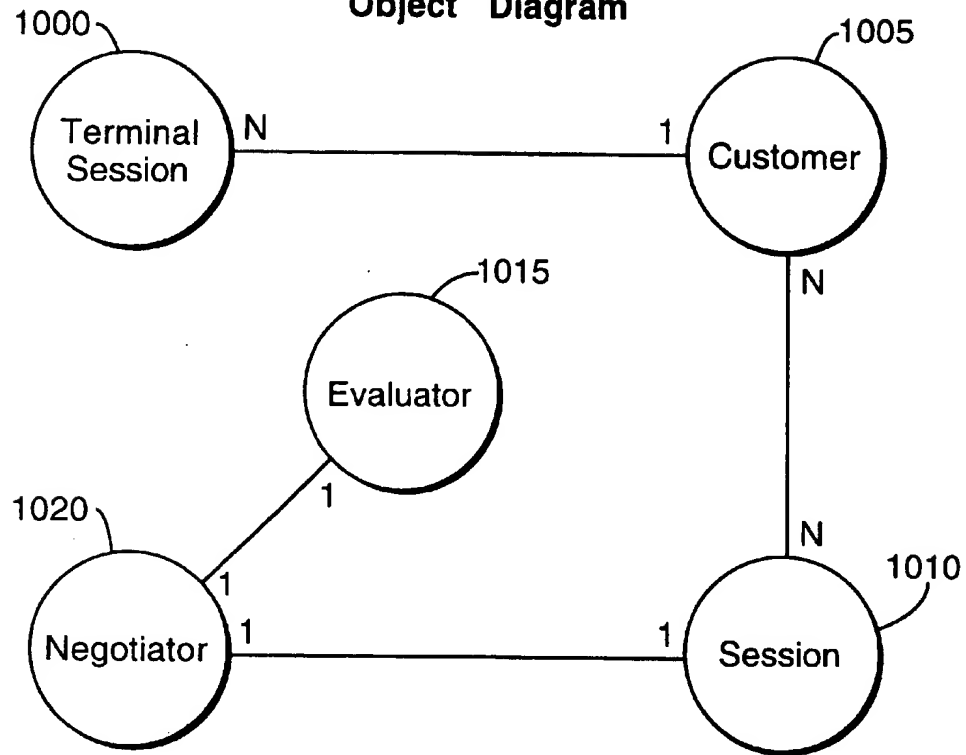 Object Diagram
1000
1005
Terminal
Session
N
1
Customer
N
1015
Evaluator
1
1020
1
N
1010
Negotiator
1
1
Session